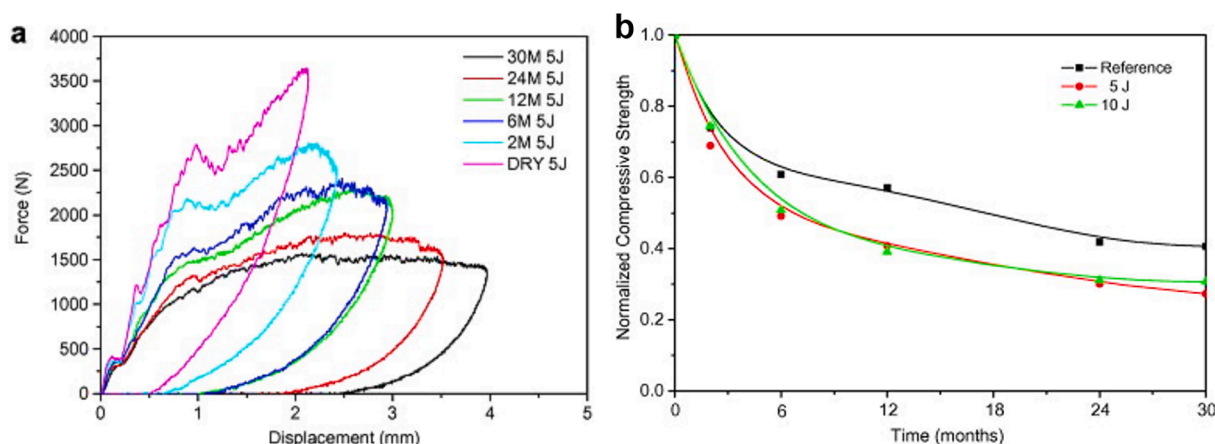 a
4000
3500
3000
2500
2000
1500
1000
500
0
Force (N)
30M 5J
24M 5J
12M 5J
6M 5J
2M 5J
DRY 5J
0 1 2 3 4 5
Displacement (mm)
b
1.0
0.8
0.6
0.4
0.2
0.0
Normalized Compressive Strength
Reference
5 J
10 J
0 6 12 18 24 30
Time (months)